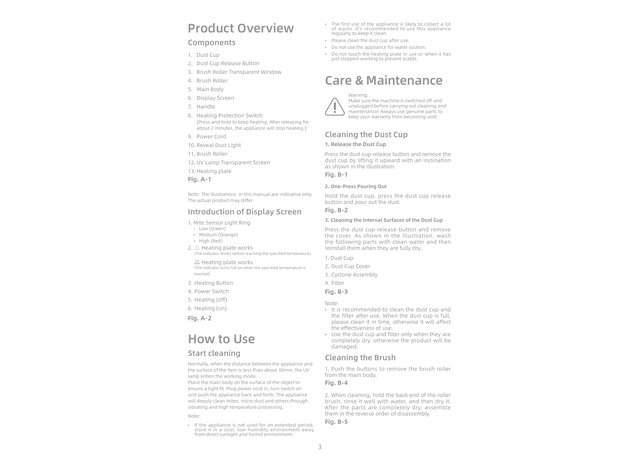 Product Overview
Components
1. Dust Cup
2. Dust Cup Release Button
3. Brush Roller Transparent Window
4. Brush Roller
5. Main Body
6. Display Screen
7. Handle
8. Heating Protection Switch
[Press and hold to keep heating. After releasing for
about 2 minutes, the appliance will stop heating.]
9. Power Cord
10. Reveal Dust Light
11. Brush Roller
12. UV Lamp Transparent Screen
13. Heating plate
Fig. A-1
Note: The illustrations in this manual are indicative only.
The actual product may differ.
Introduction of Display Screen
1. Mite Sensor Light Ring
- Low (Green)
• Medium (Orange)
• High (Red)
2. Heating plate works
(The indicator blinks before reaching the specified temperature)
Heating plate works
(The indicator turns full on when the specified temperature is
reached)
3. Heating Button
4. Power Switch
5. Heating (off)
6. Heating (on)
Fig. A-2
How to Use
Start cleaning
Normally, when the distance between the appliance and
the surface of the item is less than about 30mm, the UV
lamp enters the working mode.
Place the main body on the surface of the object to
ensure a tight fit. Plug power cord in, turn switch on
and push the appliance back and forth. The appliance
will deeply clean mites, micro dust and others through
vibrating and high temperature processing.
Note:
• If the appliance is not used for an extended period,
store it in a cool, low-humidity environment away
from direct sunlight and humid environment.
• The first use of the appliance is likely to collect a lot
of waste. It's recommended to use this appliance
regularly to keep it clean.
• Please clean the dust cup after use.
• Do not use the appliance for water suction.
• Do not touch the heating plate in use or when it has
just stopped working to prevent scalds.
Care & Maintenance
Warning:
Make sure the machine is switched off and
unplugged before carrying out cleaning and
maintenance! Always use genuine parts to
keep your warranty from becoming void.
Cleaning the Dust Cup
1. Release the Dust Cup
Press the dust cup release button and remove the
dust cup by lifting it upward with an inclination
as shown in the illustration.
Fig. B-1
2. One-Press Pouring Out
Hold the dust cup, press the dust cup release
button and pour out the dust.
Fig. B-2
3. Cleaning the Internal Surfaces of the Dust Cup
Press the dust cup release button and remove
the cover. As shown in the illustration, wash
the following parts with clean water and then
reinstall them when they are fully dry.
1. Dust Cup
2. Dust Cup Cover
3. Cyclone Assembly
4. Filter
Fig. B-3
Note:
• It is recommended to clean the dust cup and
the filter after use. When the dust cup is full,
please clean it in time, otherwise it will affect
the effectiveness of use.
• Use the dust cup and filter only when they are
completely dry, otherwise the product will be
damaged.
Cleaning the Brush
1. Push the buttons to remove the brush roller
from the main body.
Fig. B-4
2. When cleaning, hold the back end of the roller
brush, rinse it well with water, and then dry it.
After the parts are completely dry, assemble
them in the reverse order of disassembly.
Fig. B-5
3